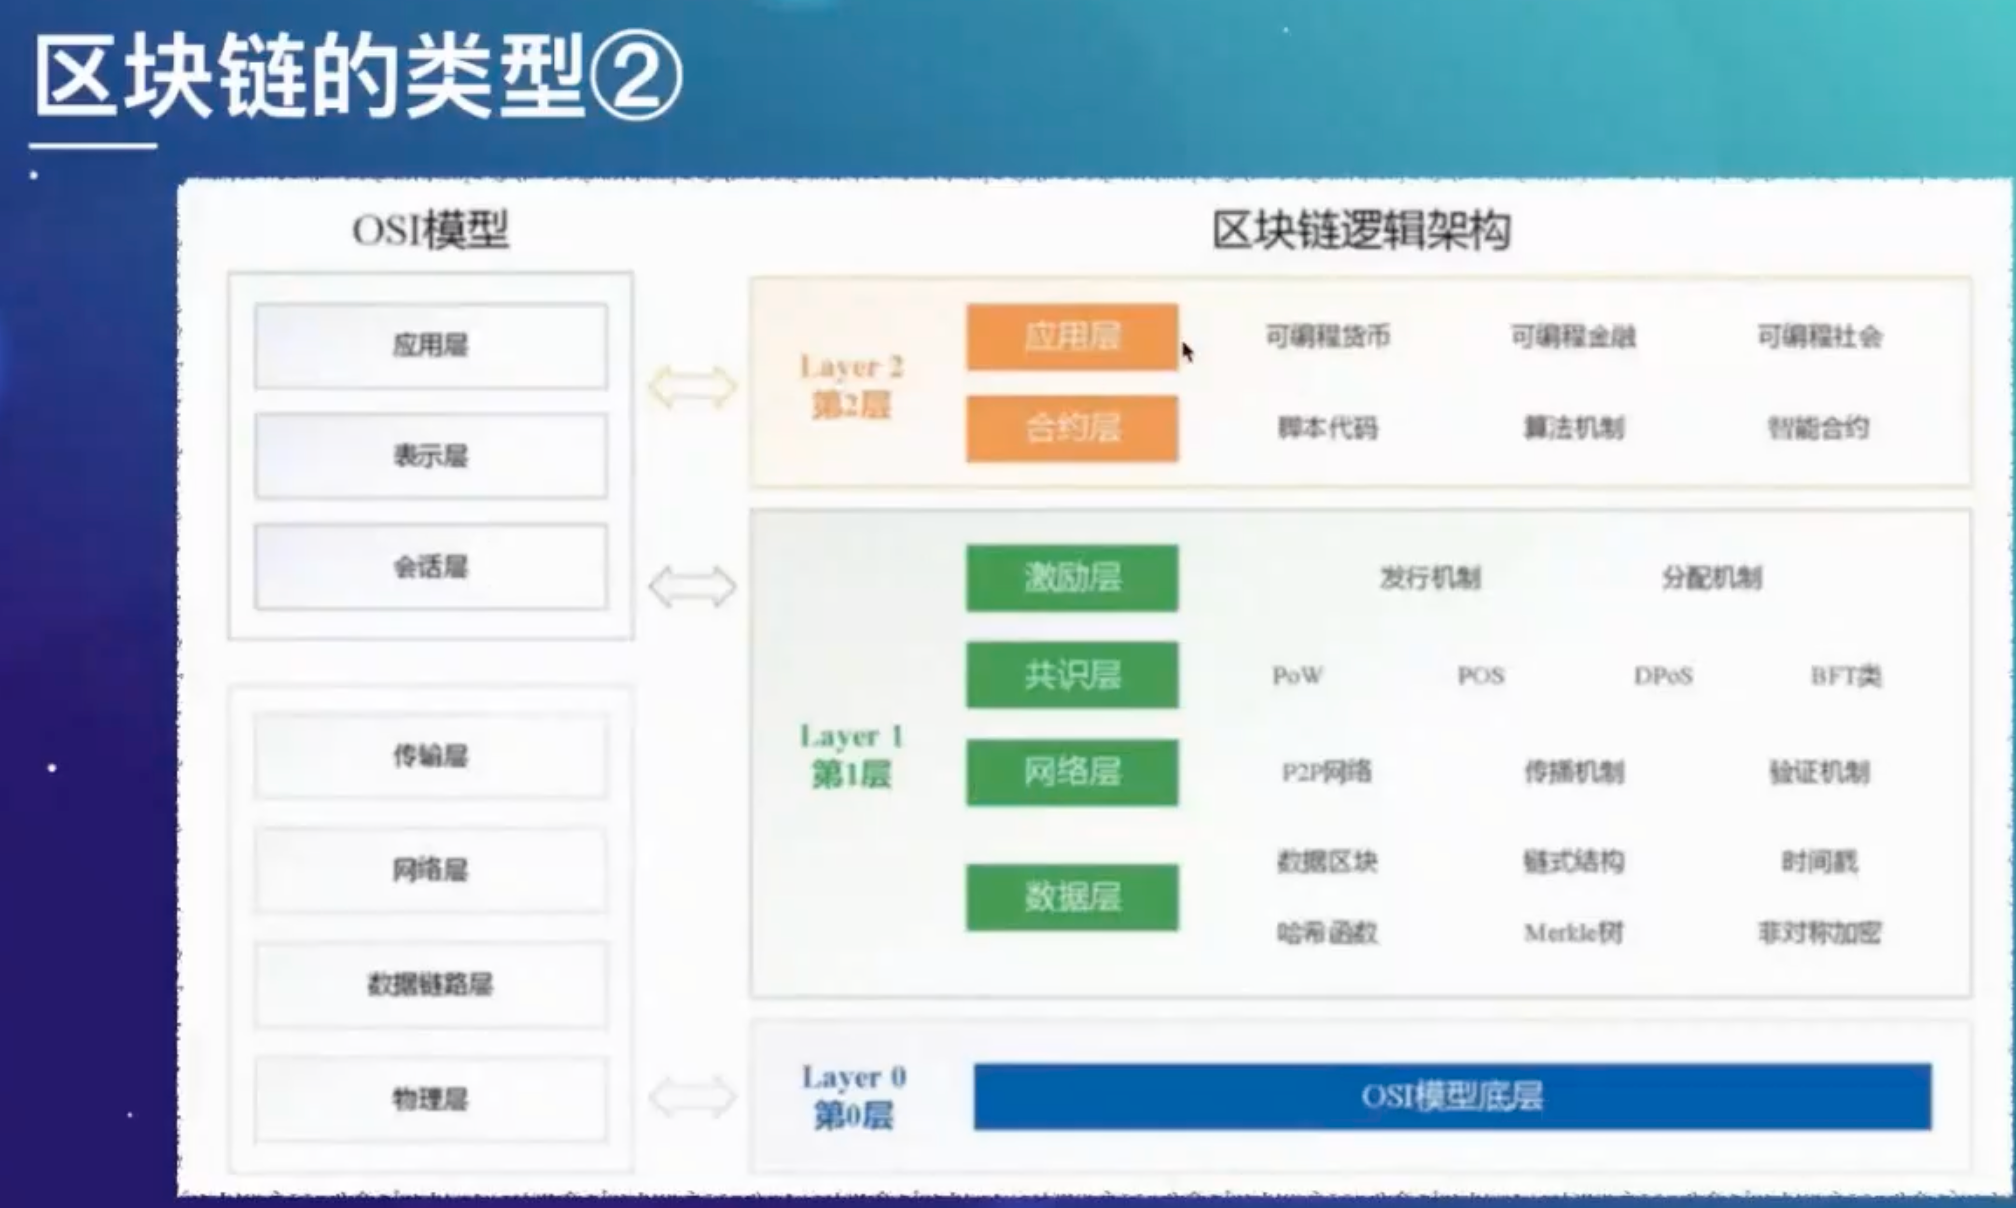 区块链的类型②
OSI模型
应用层
表示层
会话层
传输层
网络层
数据链路层
物理层
区块链逻辑架构
Layer 2
第2层
应用层 可编程货币 可编程金融 可编程社会
合约层 脚本代码 算法机制 智能合约
Layer 1
第1层
激励层 发行机制 分配机制
共识层 PoW POS DPoS BFT类
网络层 P2P网络 传播机制 验证机制
数据层
数据区块 链式结构 时间戳
哈希函数 Merkle树 非对称加密
Layer 0
第0层
OSI模型底层